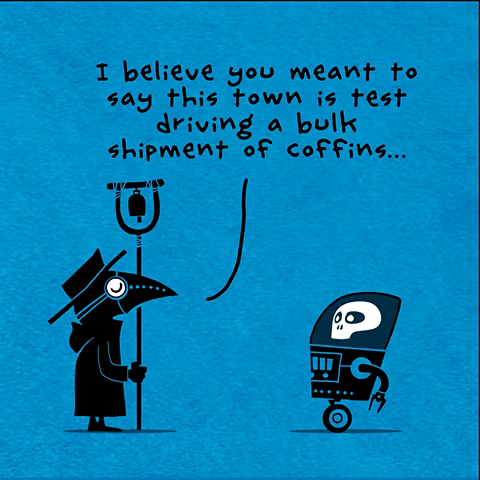 I believe you meant to
say this town is test
driving a bulk
shipment of coffins...